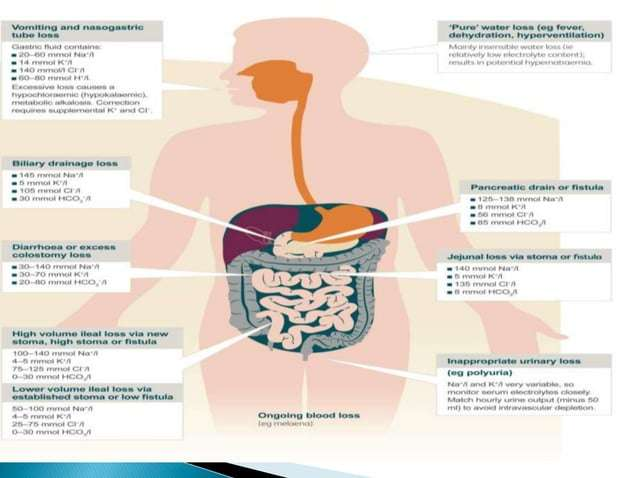 Vomiting and nasogastric
tube loss
Gastric fluid contains:
■ 20–60 mmol Na⁺/l
■ 14 mmol K⁺/l
■ 140 mmol/l Cl⁻/l
■ 60–80 mmol H⁺/l.
Excessive loss causes a
hypochloraemic (hypokalaemic),
metabolic alkalosis. Correction
requires supplemental K⁺ and Cl⁻.
'Pure' water loss (eg fever,
dehydration, hyperventilation)
Mainly insensible water loss (ie
relatively low electrolyte content);
results in potential hypernatraemia.
Biliary drainage loss
■ 145 mmol Na⁺/l
■ 5 mmol K⁺/l
■ 105 mmol Cl⁻/l
■ 30 mmol HCO₃⁻/l
Pancreatic drain or fistula
■ 125–138 mmol Na⁺/l
■ 8 mmol K⁺/l
■ 56 mmol Cl⁻/l
■ 85 mmol HCO₃/l
Diarrhoea or excess
colostomy loss
■ 30–140 mmol Na⁺/l
■ 30–70 mmol K⁺/l
■ 20–80 mmol HCO₃⁻/l
Jejunal loss via stoma or fistula
■ 140 mmol Na⁺/l
■ 5 mmol K⁺/l
■ 135 mmol Cl⁻/l
■ 8 mmol HCO₃/l
High volume ileal loss via new
stoma, high stoma or fistula
100–140 mmol Na⁺/l
4–5 mmol K⁺/l
75–125 mmol Cl⁻/l
0–30 mmol HCO₃⁻/l
Lower volume ileal loss via
established stoma or low fistula
50–100 mmol Na⁺/l
4–5 mmol K⁺/l
25–75 mmol Cl⁻/l
0–30 mmol HCO₃⁻/l
Inappropriate urinary loss
(eg polyuria)
Na⁺/l and K⁺/l very variable, so
monitor serum electrolytes closely.
Match hourly urine output (minus 50
ml) to avoid intravascular depletion.
Ongoing blood loss
(eg melaena)